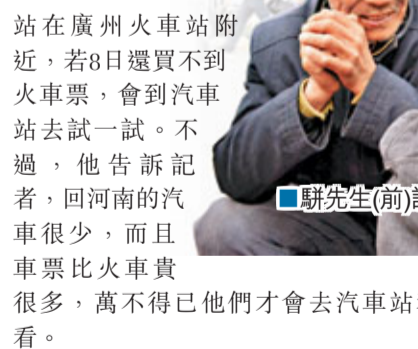 站在廣州火車站附
近，若8日還買不到
火車票，會到汽車
站去試一試。不
過，他告訴記
者，回河南的汽
車很少，而且
車票比火車貴
很多，萬不得已他們才會去汽車站
看。
■駢先生(前)